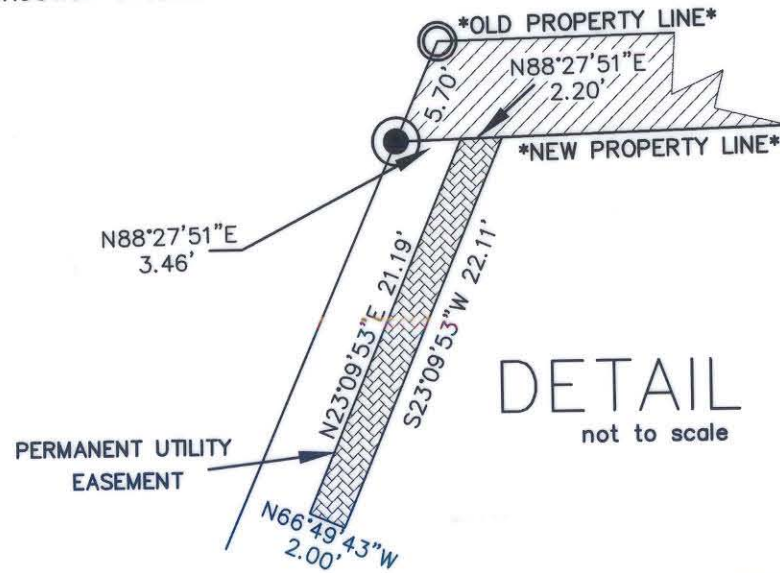 *OLD PROPERTY LINE*
N88°27'51"E
2.20'
5.70'
*NEW PROPERTY LINE*
N88°27'51"E
3.46'
N23°09'53"E 21.19'
S23°09'53"W 22.11'
DETAIL
not to scale
PERMANENT UTILITY
EASEMENT
N66°49'43"W
2.00'